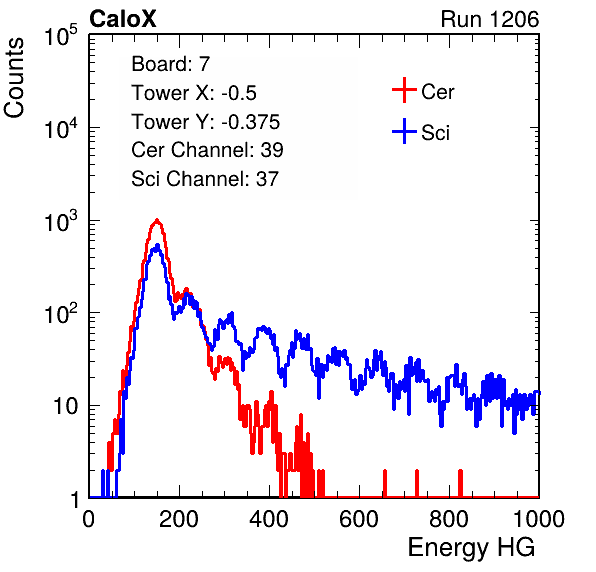 CaloX Run 1206
Counts
Board: 7
Tower X: -0.5
Tower Y: -0.375
Cer Channel: 39
Sci Channel: 37
Cer
Sci
10^5
10^4
10^3
10^2
10
1
0 200 400 600 800 1000
Energy HG